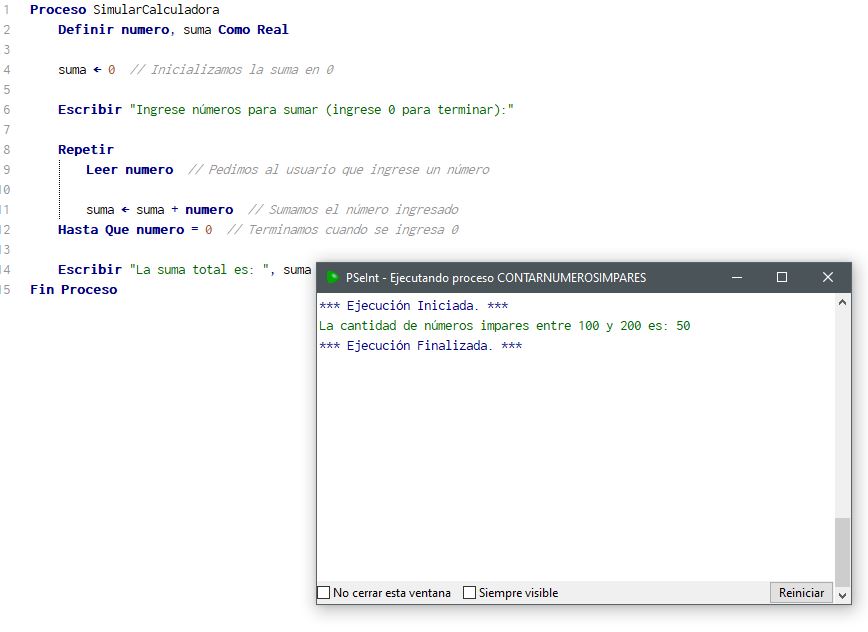 1 Proceso SimularCalculadora
2 Definir numero, suma Como Real
3
4 suma ← 0 // Inicializamos la suma en 0
5
6 Escribir "Ingrese números para sumar (ingrese 0 para terminar):"
7
8 Repetir
9 Leer numero // Pedimos al usuario que ingrese un número
10
11 suma ← suma + numero // Sumamos el número ingresado
12 Hasta Que numero = 0 // Terminamos cuando se ingresa 0
13
14 Escribir "La suma total es: ", suma
15 Fin Proceso
PSeInt - Ejecutando proceso CONTARNUMEROSIMPARES
*** Ejecución Iniciada. ***
La cantidad de números impares entre 100 y 200 es: 50
*** Ejecución Finalizada. ***
No cerrar esta ventana Siempre visible Reiniciar